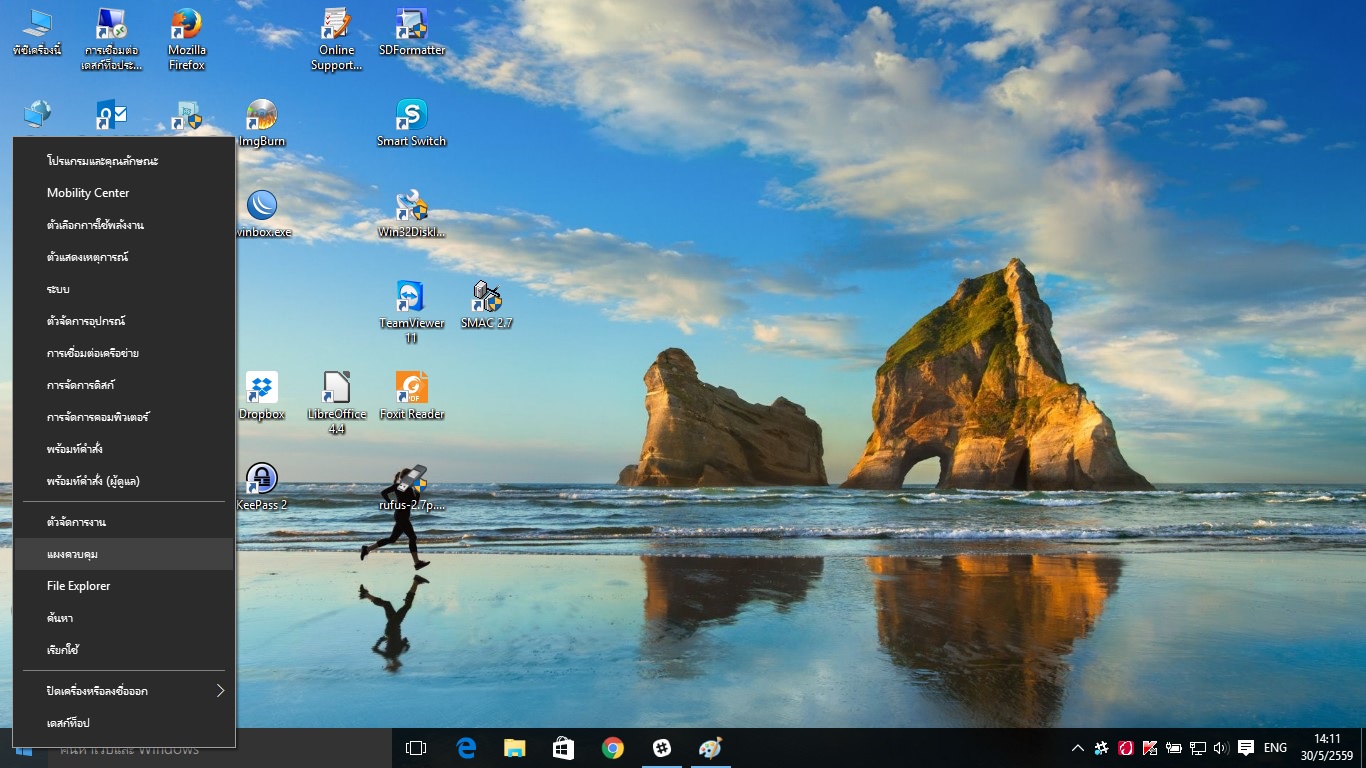 พีซีเครื่องนี้
การเชื่อมต่อ
เดสก์ท็อประ...
Mozilla
Firefox
Online
Support...
SDFormatter
ImgBurn
Smart Switch
winbox.exe
Win32DiskI...
TeamViewer
11
SMAC 2.7
Dropbox
LibreOffice
4.4
Foxit Reader
KeePass 2
rufus-2.7p....
โปรแกรมและคุณลักษณะ
Mobility Center
ตัวเลือกการใช้พลังงาน
ตัวแสดงเหตุการณ์
ระบบ
ตัวจัดการอุปกรณ์
การเชื่อมต่อเครือข่าย
การจัดการดิสก์
การจัดการคอมพิวเตอร์
พร้อมท์คำสั่ง
พร้อมท์คำสั่ง (ผู้ดูแล)
ตัวจัดการงาน
แผงควบคุม
File Explorer
ค้นหา
เรียกใช้
ปิดเครื่องหรือลงชื่อออก
เดสก์ท็อป
ค้นหาเว็บและ Windows
ENG
14:11
30/5/2559